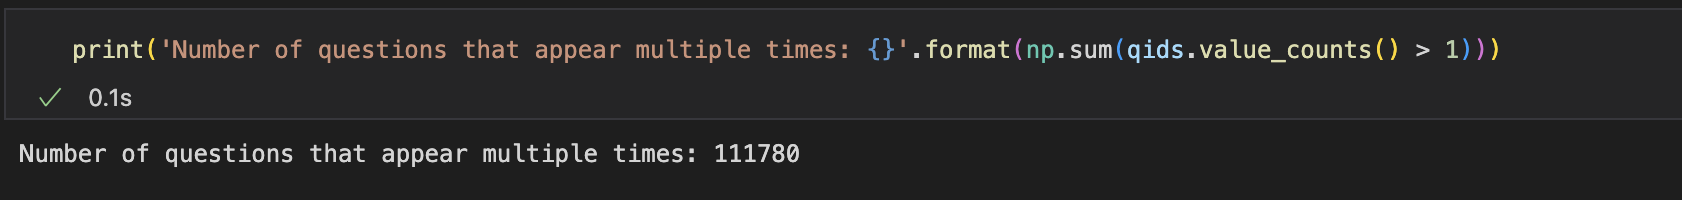 print('Number of questions that appear multiple times: {}'.format(np.sum(qids.value_counts() > 1)))
✓ 0.1s
Number of questions that appear multiple times: 111780